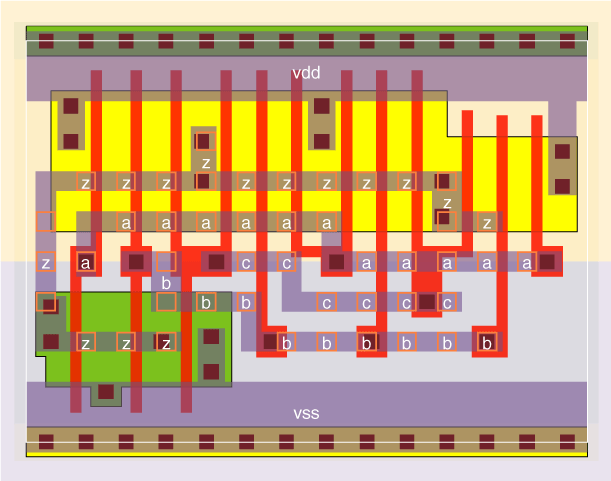 vdd
z
z z z z z z z z
z
a a a a a a a z
z a c c a a a a a
b
b b c c c c
z z z b b b b b b
vss